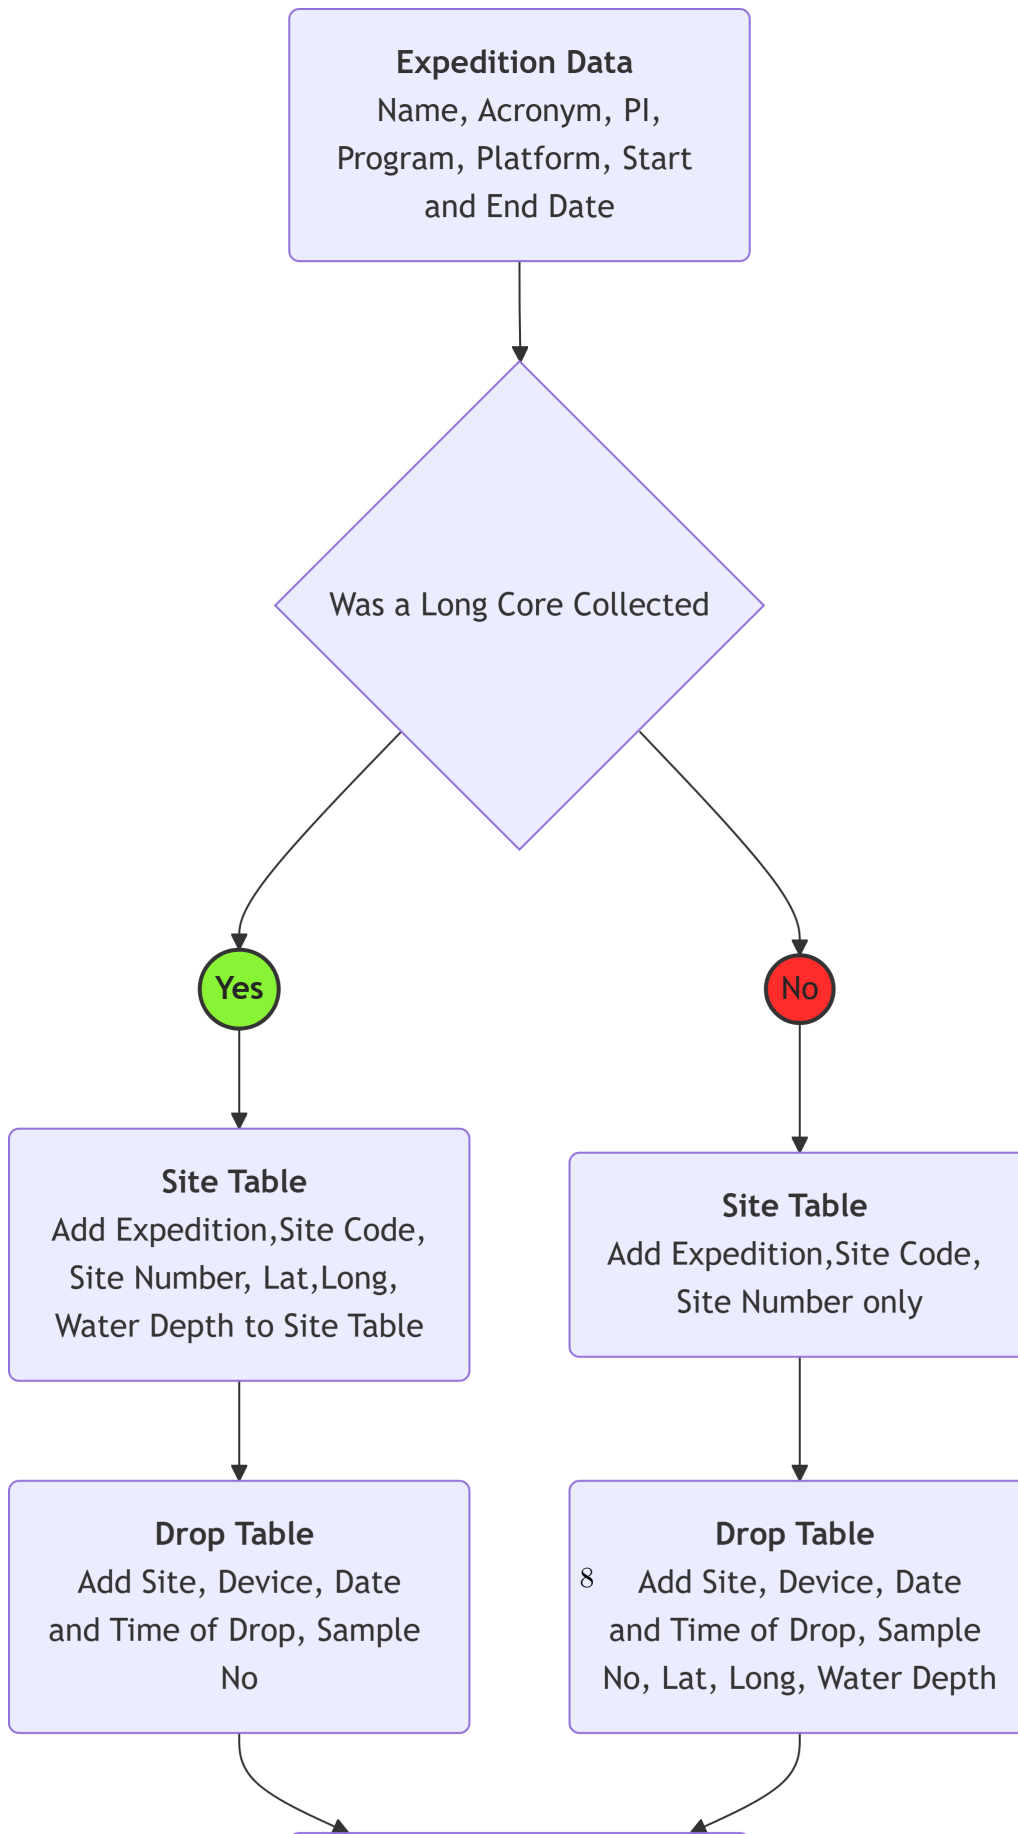 Expedition Data
Name, Acronym, PI,
Program, Platform, Start
and End Date
Was a Long Core Collected
Yes
No
Site Table
Add Expedition,Site Code,
Site Number, Lat,Long,
Water Depth to Site Table
Site Table
Add Expedition,Site Code,
Site Number only
Drop Table
Add Site, Device, Date
and Time of Drop, Sample
No
Drop Table
8
Add Site, Device, Date
and Time of Drop, Sample
No, Lat, Long, Water Depth